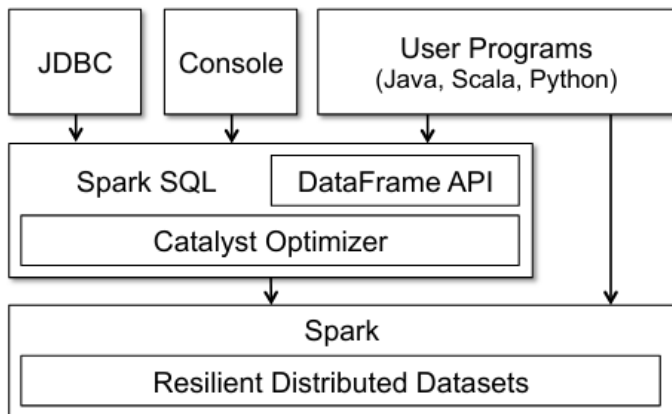 JDBC
Console
User Programs
(Java, Scala, Python)
Spark SQL
DataFrame API
Catalyst Optimizer
Spark
Resilient Distributed Datasets